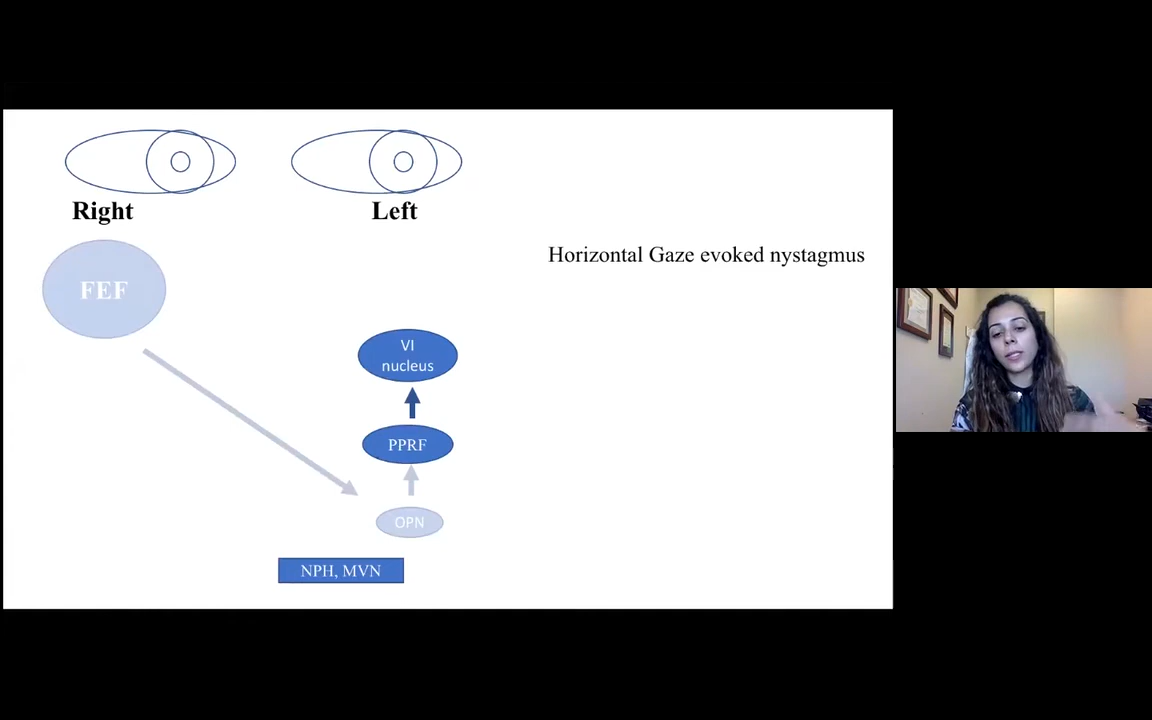 Right
Left
FEF
Horizontal Gaze evoked nystagmus
VI
nucleus
PPRF
OPN
NPH, MVN